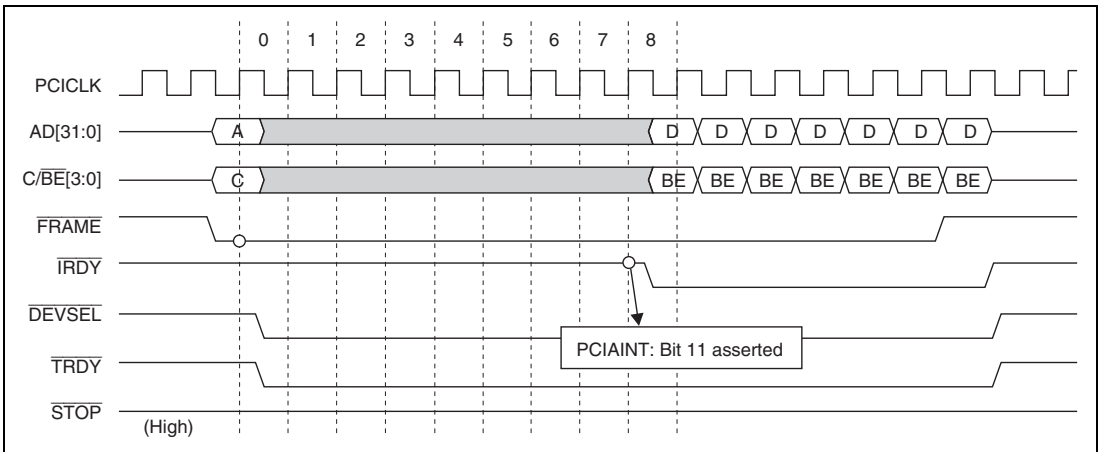 0 1 2 3 4 5 6 7 8
PCICLK
AD[31:0] A D D D D D D D
C/BE[3:0] C BE BE BE BE BE BE BE
FRAME
IRDY
DEVSEL
PCIAINT: Bit 11 asserted
TRDY
STOP
(High)